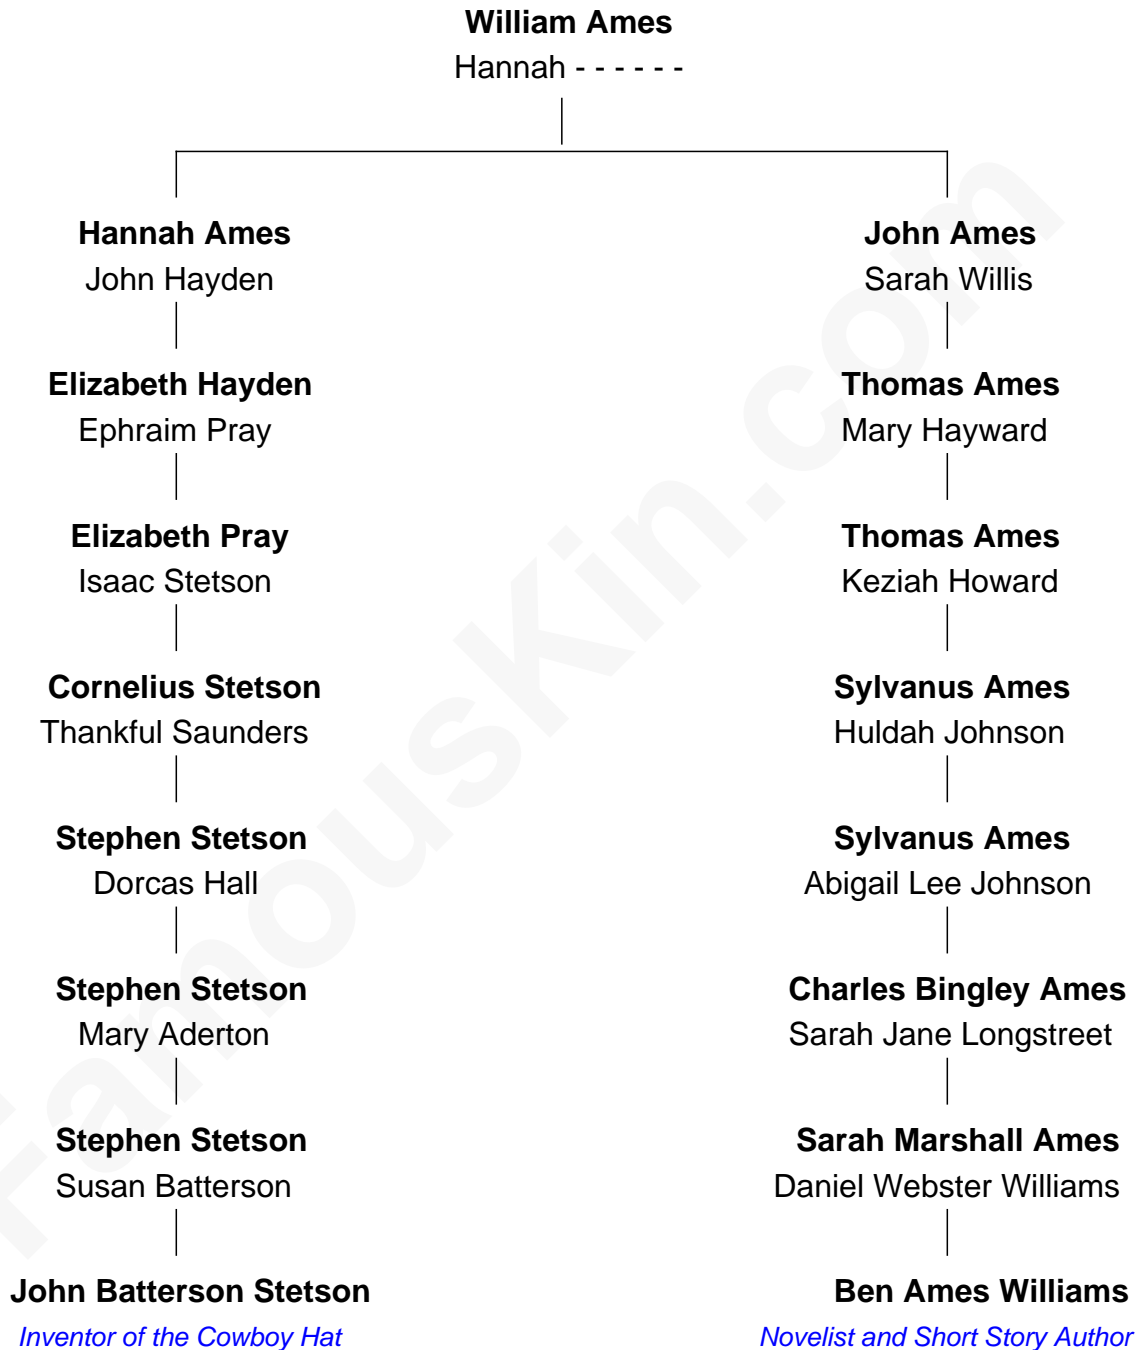 William Ames
Hannah - - - - - -
Hannah Ames
John Hayden
John Ames
Sarah Willis
Elizabeth Hayden
Ephraim Pray
Thomas Ames
Mary Hayward
Elizabeth Pray
Isaac Stetson
Thomas Ames
Keziah Howard
Cornelius Stetson
Thankful Saunders
Sylvanus Ames
Huldah Johnson
Stephen Stetson
Dorcas Hall
Sylvanus Ames
Abigail Lee Johnson
Stephen Stetson
Mary Aderton
Charles Bingley Ames
Sarah Jane Longstreet
Stephen Stetson
Susan Batterson
Sarah Marshall Ames
Daniel Webster Williams
John Batterson Stetson
Inventor of the Cowboy Hat
Ben Ames Williams
Novelist and Short Story Author
FamousKin.com